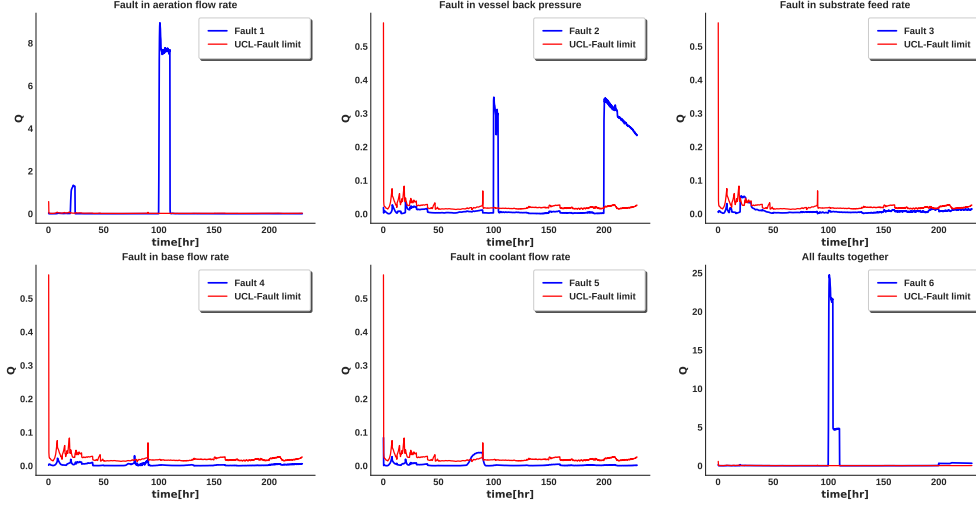 Fault in aeration flow rate
Fault 1
UCL-Fault limit
8
6
4
2
0
Q
0 50 100 150 200
time[hr]
Fault in vessel back pressure
Fault 2
UCL-Fault limit
0.5
0.4
0.3
0.2
0.1
0.0
Q
0 50 100 150 200
time[hr]
Fault in substrate feed rate
Fault 3
UCL-Fault limit
0.5
0.4
0.3
0.2
0.1
0.0
Q
0 50 100 150 200
time[hr]
Fault in base flow rate
Fault 4
UCL-Fault limit
0.5
0.4
0.3
0.2
0.1
0.0
Q
0 50 100 150 200
time[hr]
Fault in coolant flow rate
Fault 5
UCL-Fault limit
0.5
0.4
0.3
0.2
0.1
0.0
Q
0 50 100 150 200
time[hr]
All faults together
Fault 6
UCL-Fault limit
25
20
15
10
5
0
Q
0 50 100 150 200
time[hr]